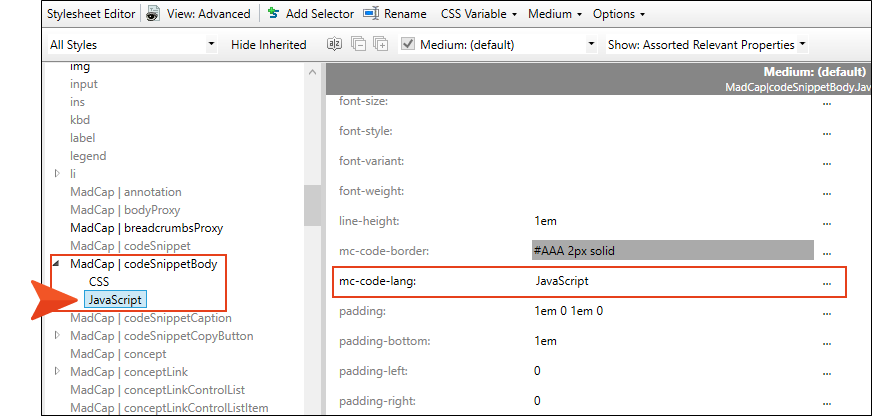 Stylesheet Editor View: Advanced Add Selector Rename CSS Variable Medium Options
All Styles Hide Inherited Medium: (default) Show: Assorted Relevant Properties
img
input
ins
kbd
label
legend
li
MadCap | annotation
MadCap | bodyProxy
MadCap | breadcrumbsProxy
MadCap | codeSnippet
MadCap | codeSnippetBody
CSS
JavaScript
MadCap | codeSnippetCaption
MadCap | codeSnippetCopyButton
MadCap | concept
MadCap | conceptLink
MadCap | conceptLinkControlList
MadCap | conceptLinkControlListItem
Medium: (default)
MadCap|codeSnippetBody.Jav
font-size: ...
font-style: ...
font-variant: ...
font-weight: ...
line-height: 1em ...
mc-code-border: #AAA 2px solid ...
mc-code-lang: JavaScript ...
padding: 1em 0 1em 0 ...
padding-bottom: 1em ...
padding-left: 0 ...
padding-right: 0 ...